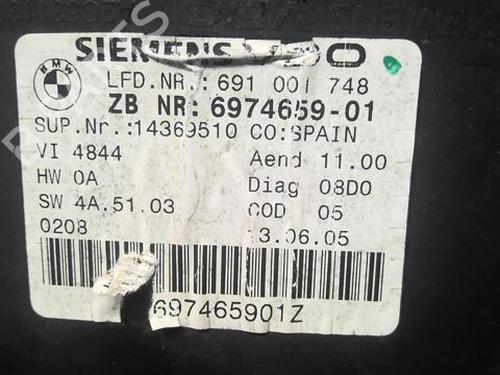 SIEMENS VDO
BMW
LFD.NR.: 691 001 748
ZB NR: 6974659-01
SUP.Nr.:14369510 CO:SPAIN
VI 4844 Aend 11.00
HW 0A Diag 08D0
SW 4A.51.03 COD 05
0208 13.06.05
697465901Z